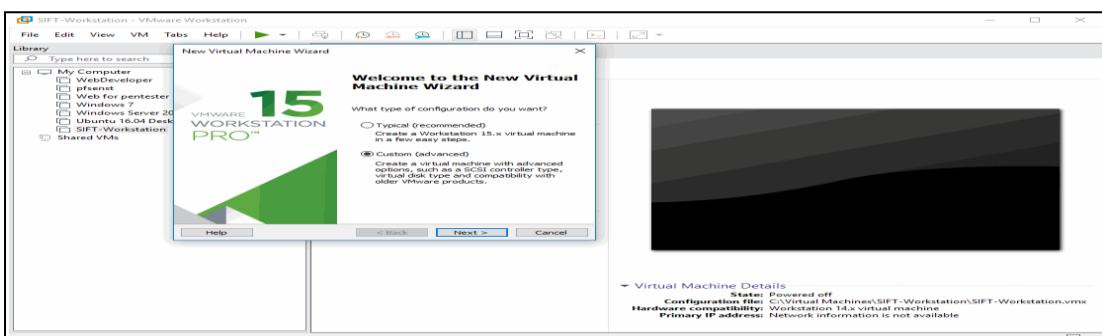 SIFT-Workstation - VMware Workstation
File Edit View VM Tabs Help
Library
Type here to search
My Computer
WebDeveloper
pfsenst
Web for pentester
Windows 7
Windows Server 20
Ubuntu 16.04 Desk
SIFT-Workstation
Shared VMs
New Virtual Machine Wizard
VMWARE 15
WORKSTATION
PRO™
Welcome to the New Virtual
Machine Wizard
What type of configuration do you want?
Typical (recommended)
Create a Workstation 15.x virtual machine
in a few easy steps.
Custom (advanced)
Create a virtual machine with advanced
options, such as a SCSI controller type,
virtual disk type and compatibility with
older VMware products.
Help < Back Next > Cancel
Virtual Machine Details
State: Powered off
Configuration file: C:\Virtual Machines\SIFT-Workstation\SIFT-Workstation.vmx
Hardware compatibility: Workstation 14.x virtual machine
Primary IP address: Network information is not available